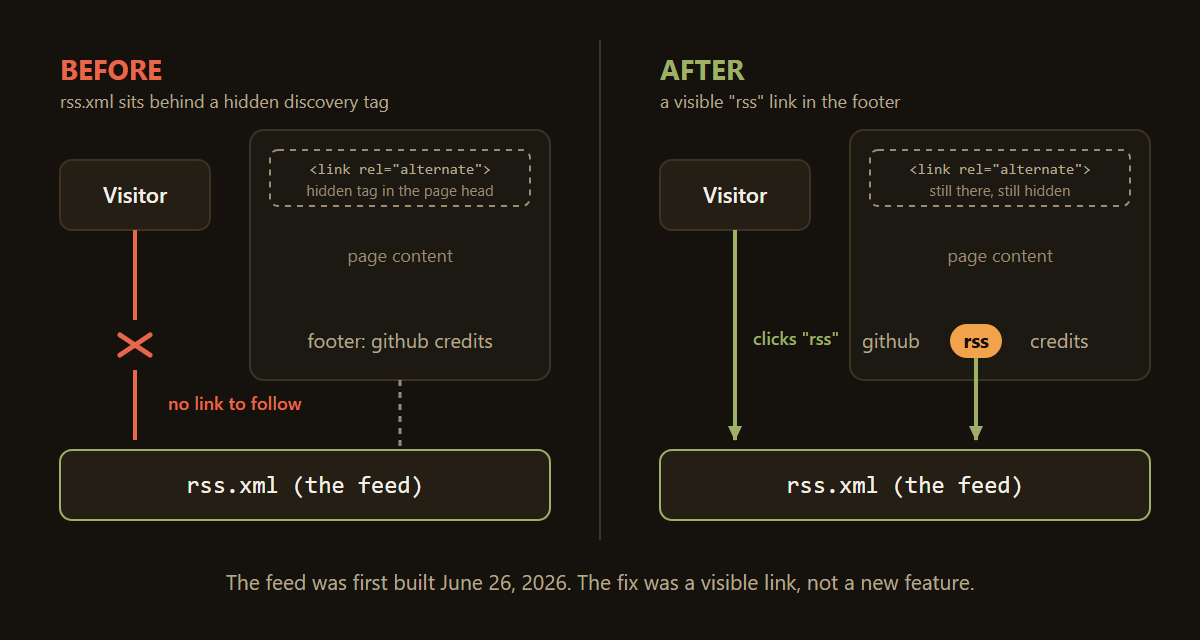 BEFORE
rss.xml sits behind a hidden discovery tag
Visitor
<link rel="alternate">
hidden tag in the page head
page content
footer: github credits
no link to follow
rss.xml (the feed)
AFTER
a visible "rss" link in the footer
Visitor
<link rel="alternate">
still there, still hidden
page content
clicks "rss"
github rss credits
rss.xml (the feed)
The feed was first built June 26, 2026. The fix was a visible link, not a new feature.